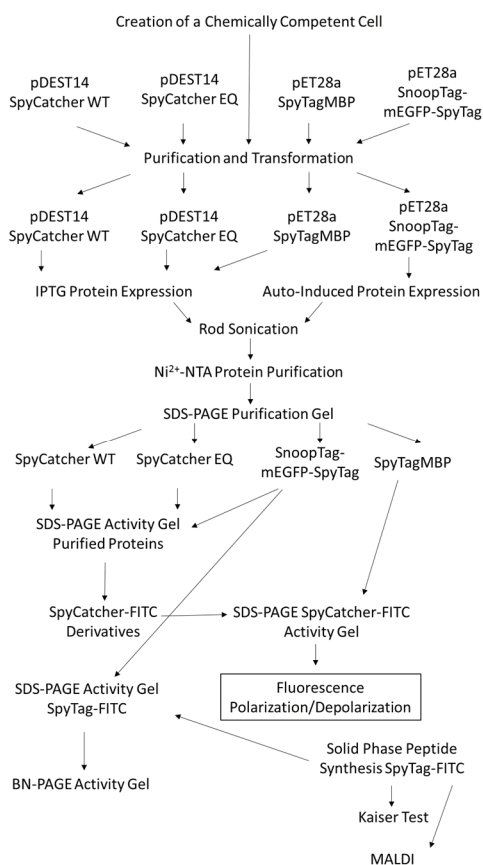 Creation of a Chemically Competent Cell
pDEST14
SpyCatcher WT
pDEST14
SpyCatcher EQ
pET28a
SpyTagMBP
pET28a
SnoopTag-
mEGFP-SpyTag
Purification and Transformation
pDEST14
SpyCatcher WT
pDEST14
SpyCatcher EQ
pET28a
SpyTagMBP
pET28a
SnoopTag-
mEGFP-SpyTag
IPTG Protein Expression
Auto-Induced Protein Expression
Rod Sonication
Ni²⁺-NTA Protein Purification
SDS-PAGE Purification Gel
SpyCatcher WT
SpyCatcher EQ
SnoopTag-
mEGFP-SpyTag
SpyTagMBP
SDS-PAGE Activity Gel
Purified Proteins
SpyCatcher-FITC
Derivatives
SDS-PAGE SpyCatcher-FITC
Activity Gel
SDS-PAGE Activity Gel
SpyTag-FITC
Fluorescence
Polarization/Depolarization
Solid Phase Peptide
Synthesis SpyTag-FITC
BN-PAGE Activity Gel
Kaiser Test
MALDI